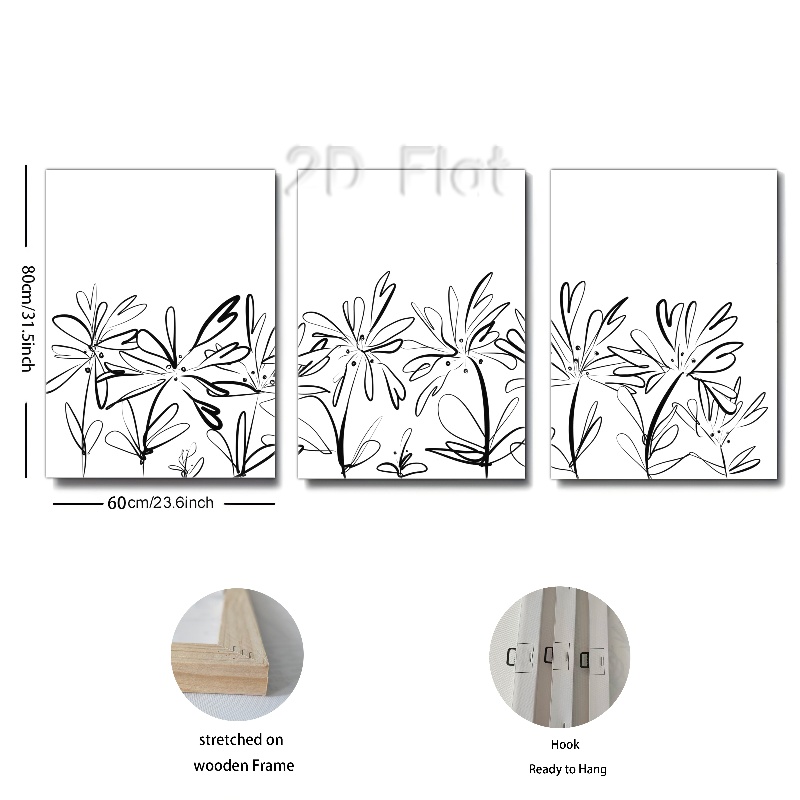 2D Flat
80cm/31.5inch
60cm/23.6inch
stretched on
wooden Frame
Hook
Ready to Hang